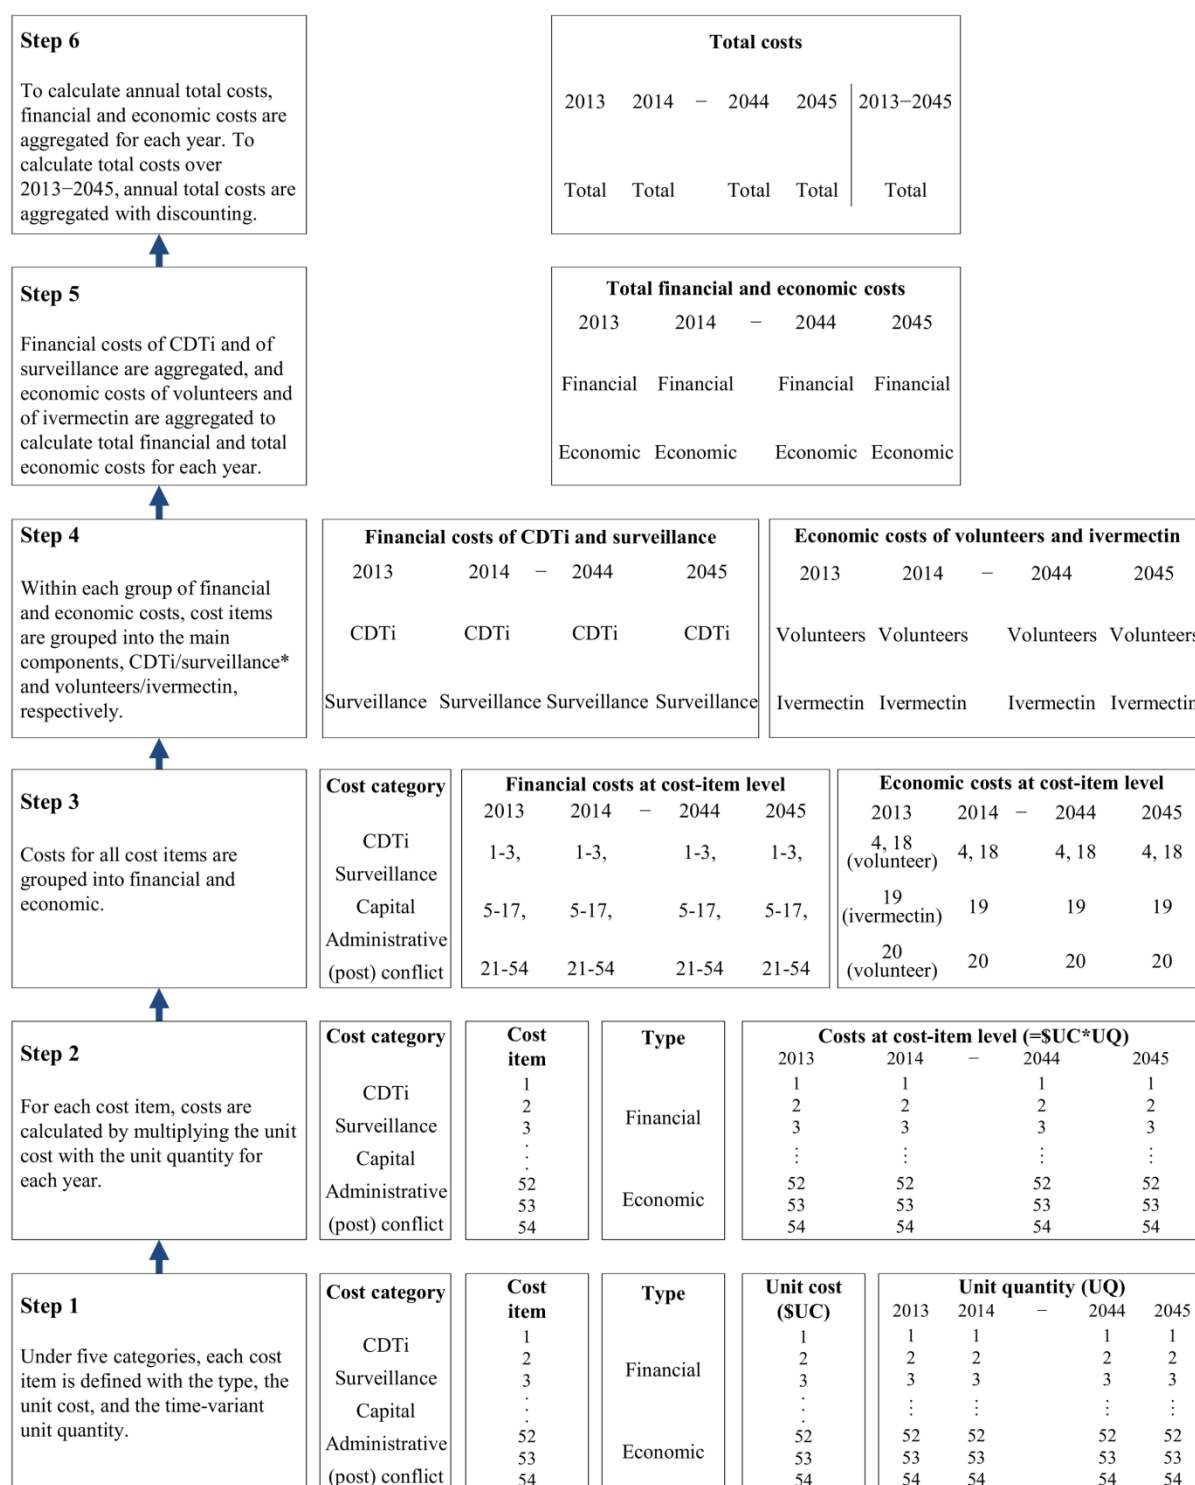 Step 6
To calculate annual total costs,
financial and economic costs are
aggregated for each year. To
calculate total costs over
2013−2045, annual total costs are
aggregated with discounting.
Total costs
2013 2014 − 2044 2045 2013−2045
Total Total Total Total Total
Step 5
Financial costs of CDTi and of
surveillance are aggregated, and
economic costs of volunteers and
of ivermectin are aggregated to
calculate total financial and total
economic costs for each year.
Total financial and economic costs
2013 2014 − 2044 2045
Financial Financial Financial Financial
Economic Economic Economic Economic
Step 4
Within each group of financial
and economic costs, cost items
are grouped into the main
components, CDTi/surveillance*
and volunteers/ivermectin,
respectively.
Financial costs of CDTi and surveillance
2013 2014 − 2044 2045
CDTi CDTi CDTi CDTi
Surveillance Surveillance Surveillance Surveillance
Economic costs of volunteers and ivermectin
2013 2014 − 2044 2045
Volunteers Volunteers Volunteers Volunteers
Ivermectin Ivermectin Ivermectin Ivermectin
Step 3
Costs for all cost items are
grouped into financial and
economic.
Cost category
CDTi
Surveillance
Capital
Administrative
(post) conflict
Financial costs at cost-item level
2013 2014 − 2044 2045
1-3, 1-3, 1-3, 1-3,
5-17, 5-17, 5-17, 5-17,
21-54 21-54 21-54 21-54
Economic costs at cost-item level
2013 2014 − 2044 2045
4, 18 4, 18 4, 18 4, 18
(volunteer)
19 19 19 19
(ivermectin)
20 20 20 20
(volunteer)
Step 2
For each cost item, costs are
calculated by multiplying the unit
cost with the unit quantity for
each year.
Cost category
CDTi
Surveillance
Capital
Administrative
(post) conflict
Cost
item
1
2
3
⋮
52
53
54
Type
Financial
Economic
Costs at cost-item level (=$UC*UQ)
2013 2014 − 2044 2045
1 1 1 1
2 2 2 2
3 3 3 3
⋮ ⋮ ⋮ ⋮
52 52 52 52
53 53 53 53
54 54 54 54
Step 1
Under five categories, each cost
item is defined with the type, the
unit cost, and the time-variant
unit quantity.
Cost category
CDTi
Surveillance
Capital
Administrative
(post) conflict
Cost
item
1
2
3
⋮
52
53
54
Type
Financial
Economic
Unit cost
($UC)
1
2
3
⋮
52
53
54
Unit quantity (UQ)
2013 2014 − 2044 2045
1 1 1 1
2 2 2 2
3 3 3 3
⋮ ⋮ ⋮ ⋮
52 52 52 52
53 53 53 53
54 54 54 54